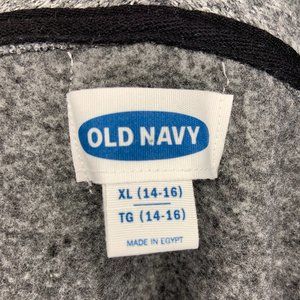 OLD NAVY
XL (14-16)
TG (14-16)
MADE IN EGYPT